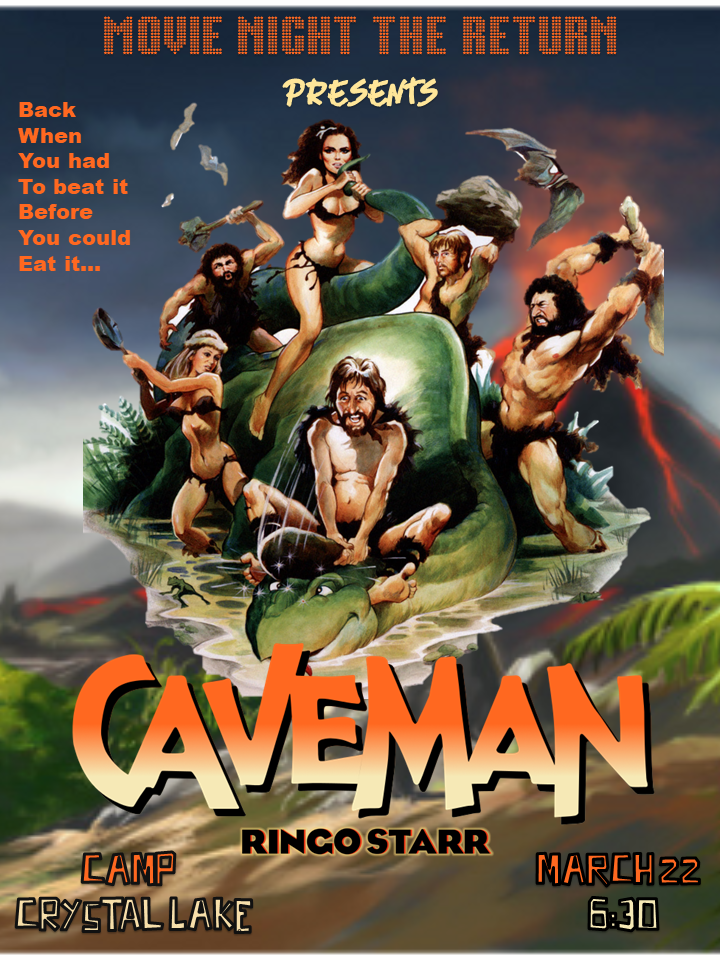 MOVIE NIGHT THE RETURN
PRESENTS
Back
When
You had
To beat it
Before
You could
Eat it...
CAVEMAN
RINGO STARR
CAMP
CRYSTAL LAKE
MARCH 22
6:30